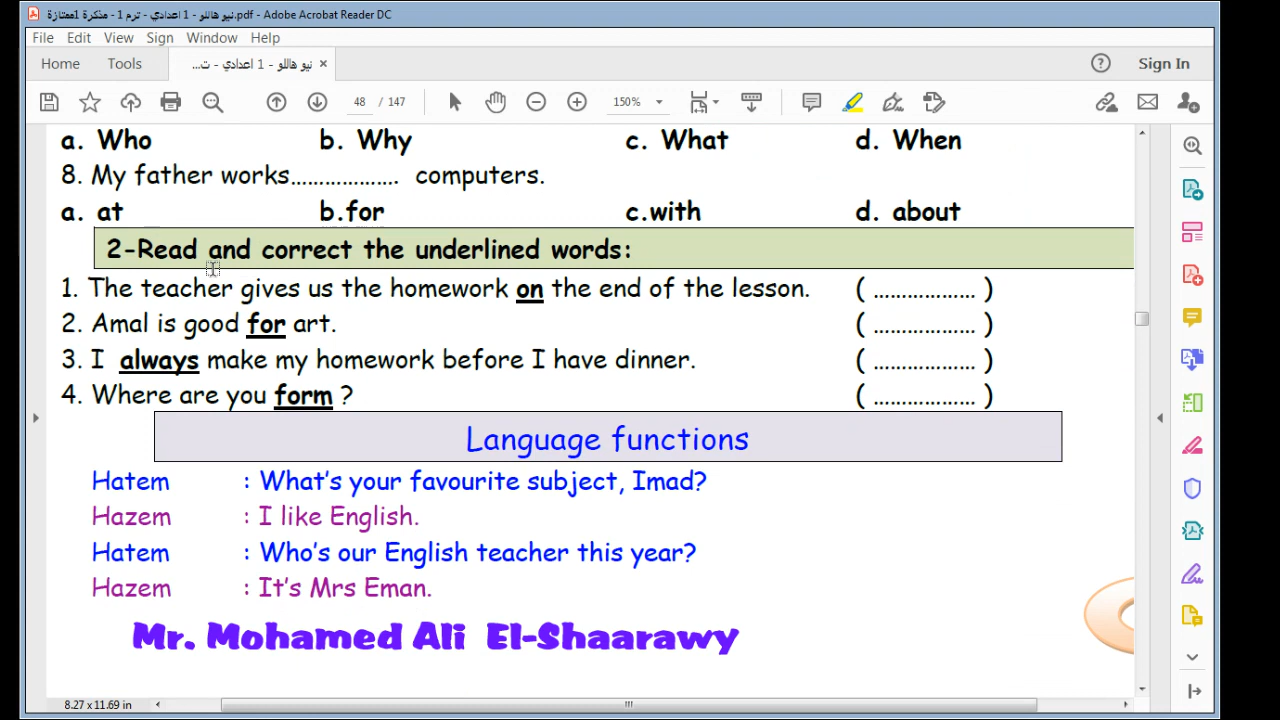 نيو هاللو - 1 اعدادي - ترم 1 - مذكرة 1ممتازة.pdf - Adobe Acrobat Reader DC
File Edit View Sign Window Help
Home Tools نيو هاللو - 1 اعدادي - ت... × Sign In
48 / 147 150%
a. Who b. Why c. What d. When
8. My father works.................. computers.
a. at b.for c.with d. about
2-Read and correct the underlined words:
1. The teacher gives us the homework on the end of the lesson. ( .................. )
2. Amal is good for art. ( .................. )
3. I always make my homework before I have dinner. ( .................. )
4. Where are you form ? ( .................. )
Language functions
Hatem : What's your favourite subject, Imad?
Hazem : I like English.
Hatem : Who's our English teacher this year?
Hazem : It's Mrs Eman.
Mr. Mohamed Ali El-Shaarawy
8.27 x 11.69 in